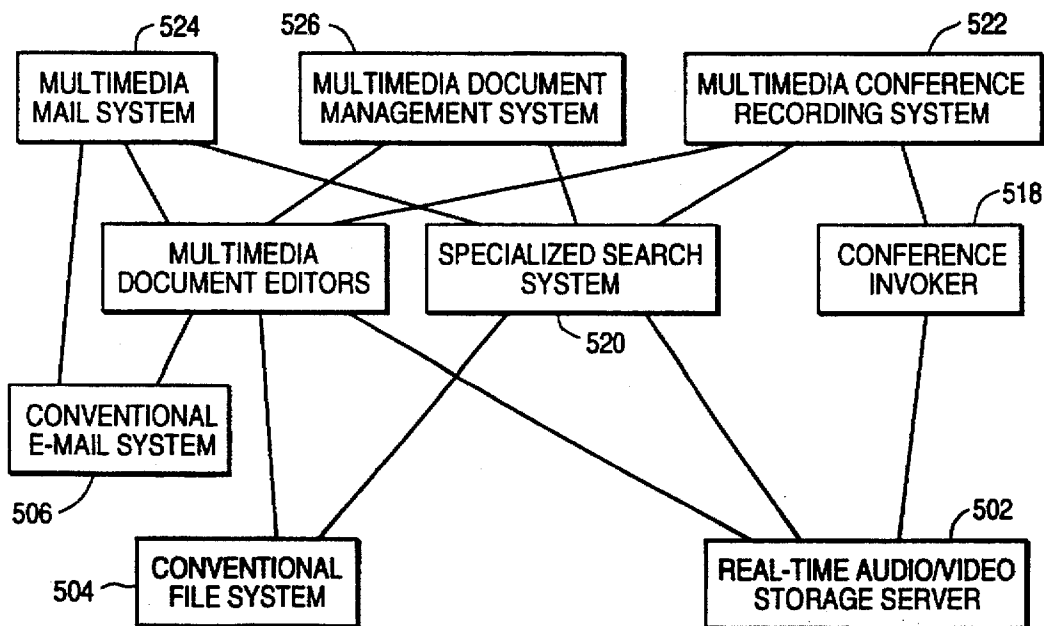 524
526
522
MULTIMEDIA
MAIL SYSTEM
MULTIMEDIA DOCUMENT
MANAGEMENT SYSTEM
MULTIMEDIA CONFERENCE
RECORDING SYSTEM
518
MULTIMEDIA
DOCUMENT EDITORS
SPECIALIZED SEARCH
SYSTEM
CONFERENCE
INVOKER
520
CONVENTIONAL
E-MAIL SYSTEM
506
502
504
CONVENTIONAL
FILE SYSTEM
REAL-TIME AUDIO/VIDEO
STORAGE SERVER